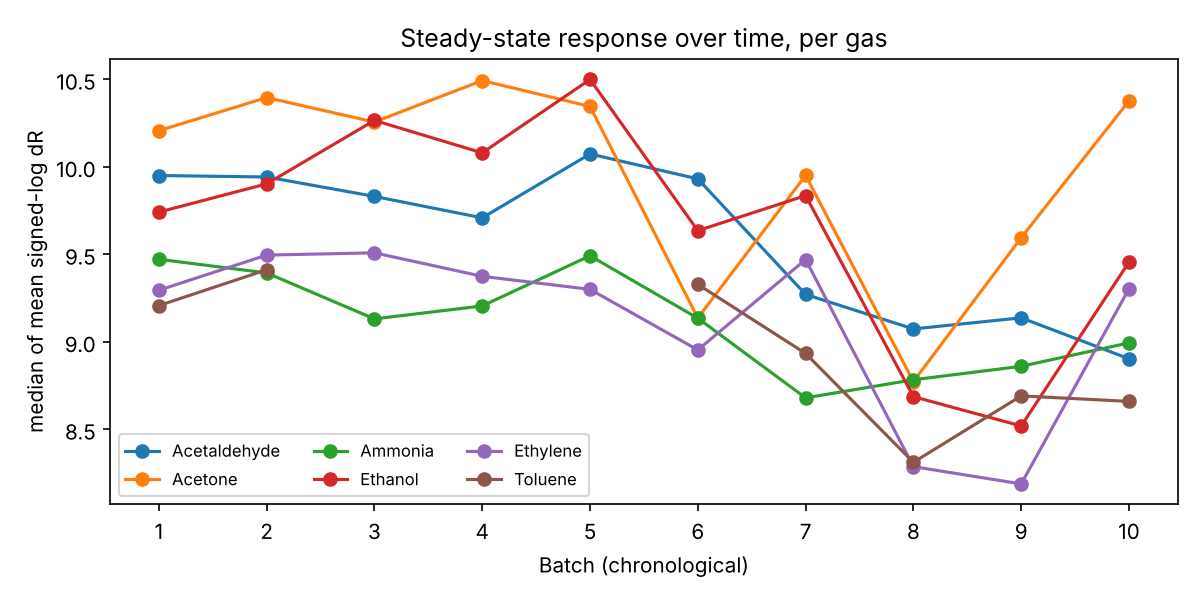 Steady-state response over time, per gas
median of mean signed-log dR
10.5
10.0
9.5
9.0
8.5
Acetaldehyde Ammonia Ethylene
Acetone Ethanol Toluene
1 2 3 4 5 6 7 8 9 10
Batch (chronological)